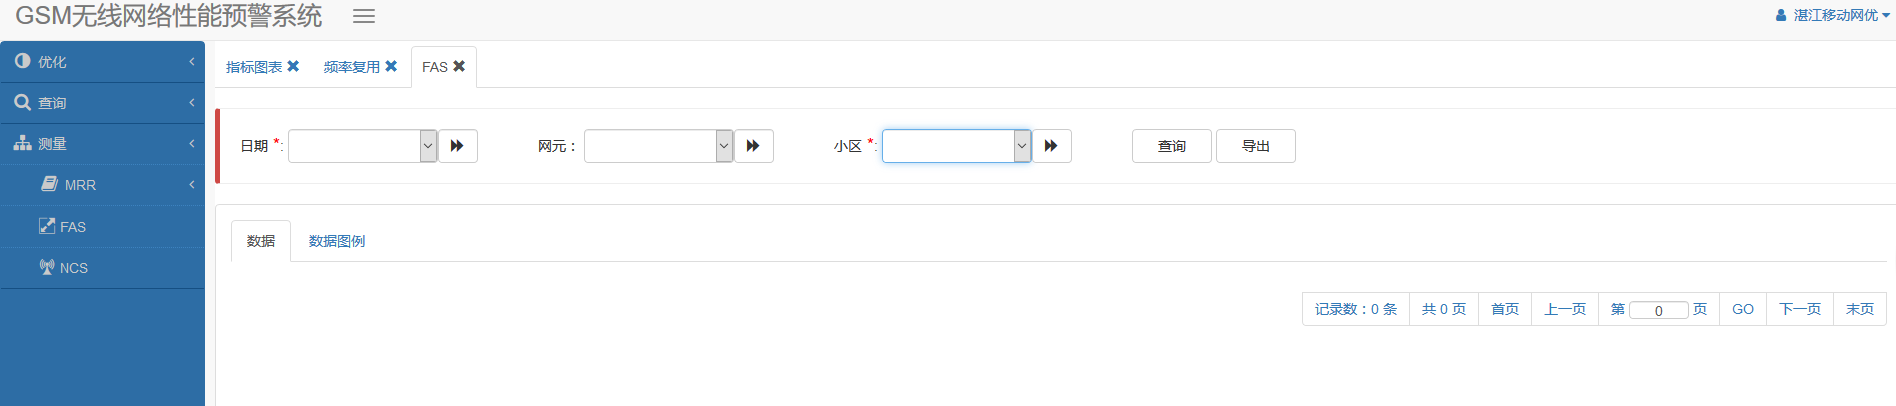 GSM无线网络性能预警系统
湛江移动网优
优化
查询
测量
MRR
FAS
NCS
指标图表 频率复用 FAS
日期 *: 网元： 小区 *: 查询 导出
数据 数据图例
记录数：0 条 共 0 页 首页 上一页 第 0 页 GO 下一页 末页